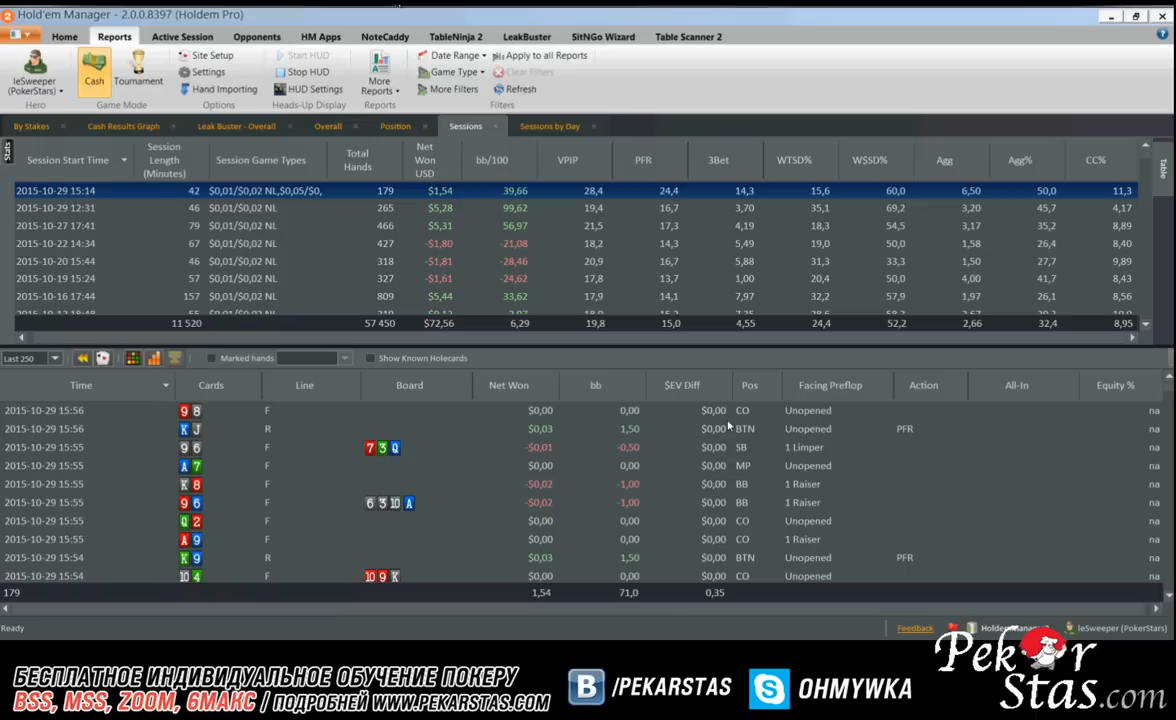 Hold'em Manager - 2.0.0.8397 (Holdem Pro)
Home Reports Active Session Opponents HM Apps NoteCaddy TableNinja 2 LeakBuster SitNGo Wizard Table Scanner 2
IeSweeper (PokerStars) Cash Tournament Site Setup Settings Hand Importing Start HUD Stop HUD HUD Settings More Reports Date Range Game Type More Filters Apply to all Reports Clear Filters Refresh
Hero Game Mode Options Heads-Up Display Reports Filters
By Stakes Cash Results Graph Leak Buster - Overall Overall Position Sessions Sessions by Day
Stats
Table
Session Start Time Session Length (Minutes) Session Game Types Total Hands Net Won USD bb/100 VPIP PFR 3Bet WTSD% W$SD% Agg Agg% CC%
2015-10-29 15:14 42 $0,01/$0,02 NL,$0,05/$0, 179 $1,54 39,66 28,4 24,4 14,3 15,6 60,0 6,50 50,0 11,3
2015-10-29 12:31 46 $0,01/$0,02 NL 265 $5,28 99,62 19,4 16,7 3,70 35,1 69,2 3,20 45,7 4,17
2015-10-27 17:41 79 $0,01/$0,02 NL 466 $5,31 56,97 21,5 17,3 4,19 18,3 54,5 3,17 35,2 8,89
2015-10-22 14:34 67 $0,01/$0,02 NL 427 -$1,80 -21,08 18,2 14,3 5,49 19,0 50,0 1,58 26,4 8,40
2015-10-20 15:44 46 $0,01/$0,02 NL 318 -$1,81 -28,46 20,9 16,7 5,88 31,3 33,3 1,50 27,7 9,89
2015-10-19 15:24 57 $0,01/$0,02 NL 327 -$1,61 -24,62 17,8 13,7 1,00 20,4 50,0 4,00 41,7 8,43
2015-10-16 17:44 157 $0,01/$0,02 NL 809 $5,44 33,62 17,9 14,1 7,97 32,2 57,9 1,97 26,1 8,56
11 520 57 450 $72,56 6,29 19,8 15,0 4,55 24,4 52,2 2,66 32,4 8,95
Last 250 Marked hands Show Known Holecards
Time Cards Line Board Net Won bb $EV Diff Pos Facing Preflop Action All-In Equity %
2015-10-29 15:56 9 8 F $0,00 0,00 $0,00 CO Unopened na
2015-10-29 15:56 K J R $0,03 1,50 $0,00 BTN Unopened PFR na
2015-10-29 15:55 9 6 F 7 3 Q -$0,01 -0,50 $0,00 SB 1 Limper na
2015-10-29 15:55 A 7 F $0,00 0,00 $0,00 MP Unopened na
2015-10-29 15:55 K 8 F -$0,02 -1,00 $0,00 BB 1 Raiser na
2015-10-29 15:55 9 6 F 6 3 10 A -$0,02 -1,00 $0,00 BB 1 Raiser na
2015-10-29 15:55 Q 2 F $0,00 0,00 $0,00 CO Unopened na
2015-10-29 15:55 A 9 F $0,00 0,00 $0,00 CO 1 Raiser na
2015-10-29 15:54 K 9 R $0,03 1,50 $0,00 BTN Unopened PFR na
2015-10-29 15:54 10 4 F 10 9 K $0,00 0,00 $0,00 CO Unopened na
179 1,54 71,0 0,35
Ready Feedback IeSweeper (PokerStars)
БЕСПЛАТНОЕ ИНДИВИДУАЛЬНОЕ ОБУЧЕНИЕ ПОКЕРУ
BSS, MSS, ZOOM, 6МАКС / ПОДРОБНЕЙ WWW.PEKARSTAS.COM
B /PEKARSTAS
S OHMYWKA
Pekar
Stas.com